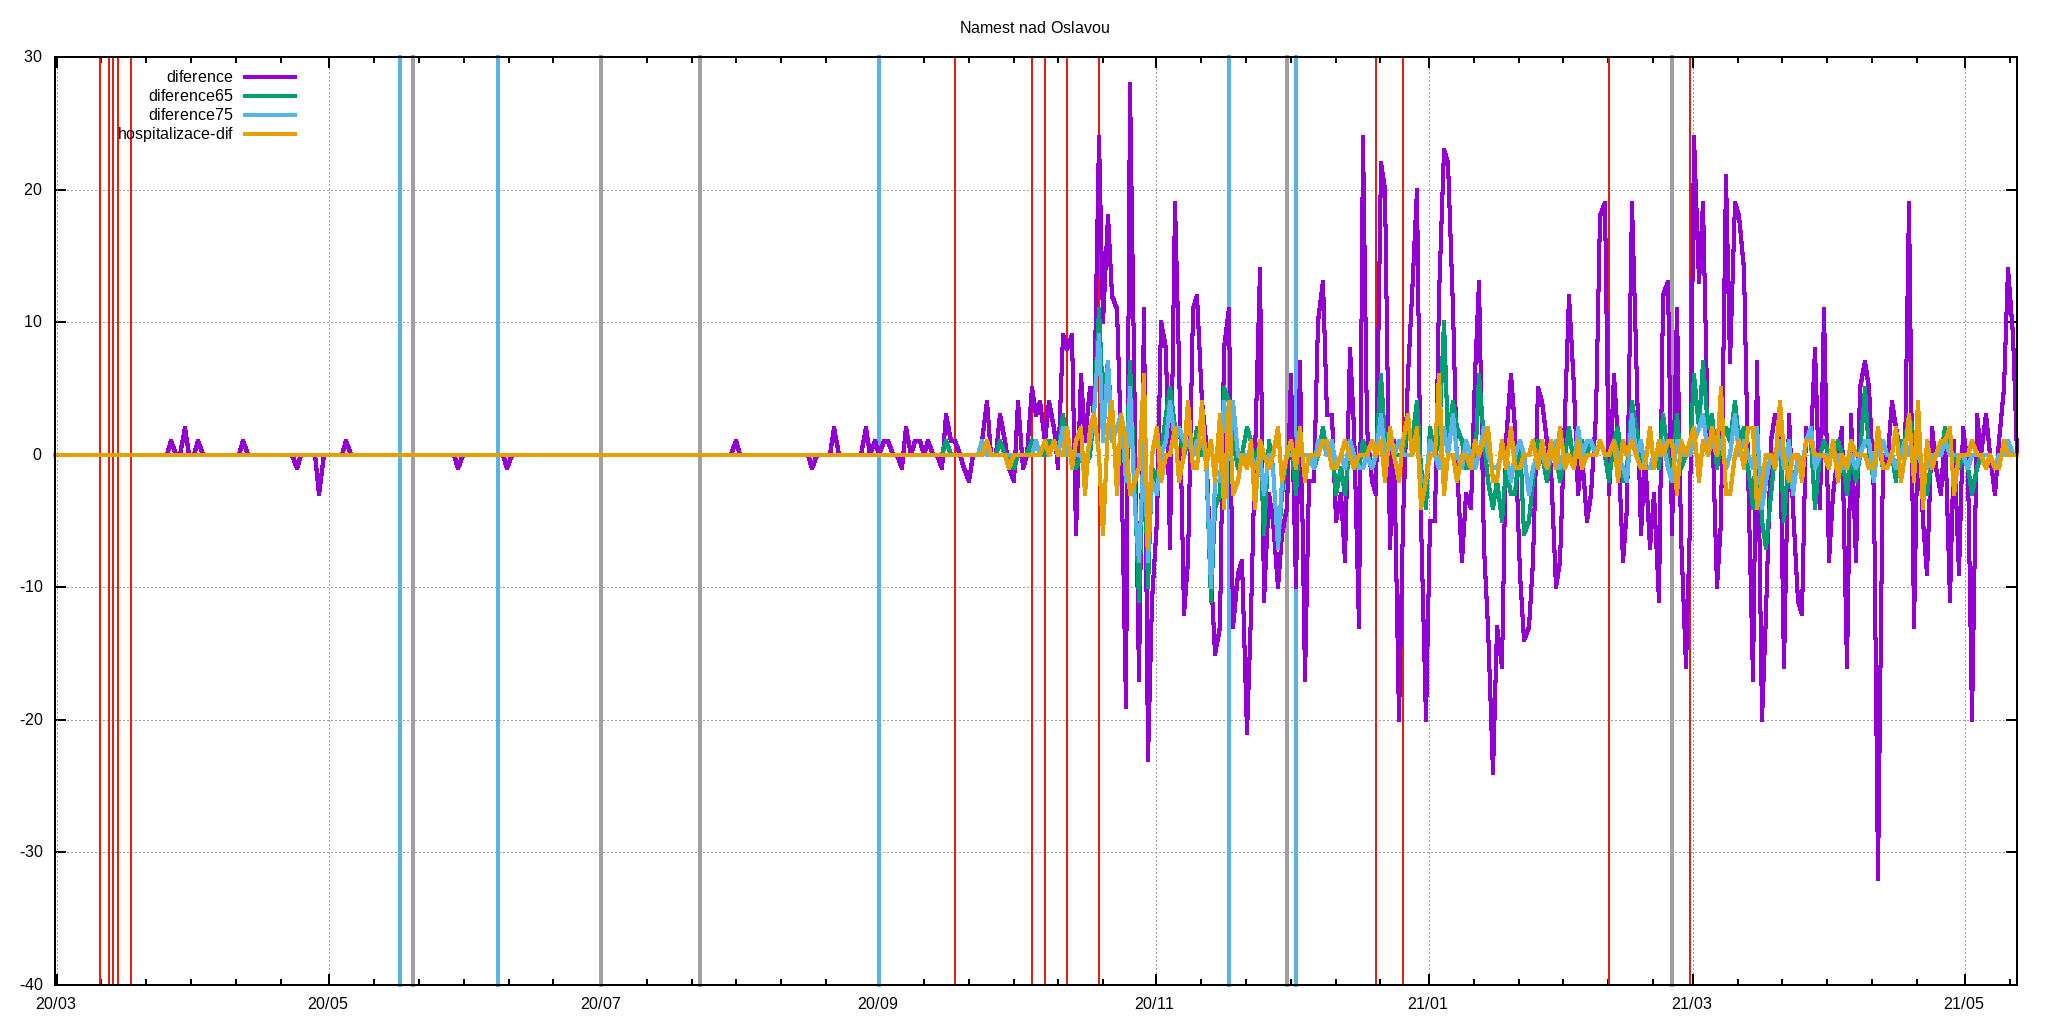 Namest nad Oslavou
30
20
10
0
-10
-20
-30
-40
diference
diference65
diference75
hospitalizace-dif
20/03 20/05 20/07 20/09 20/11 21/01 21/03 21/05